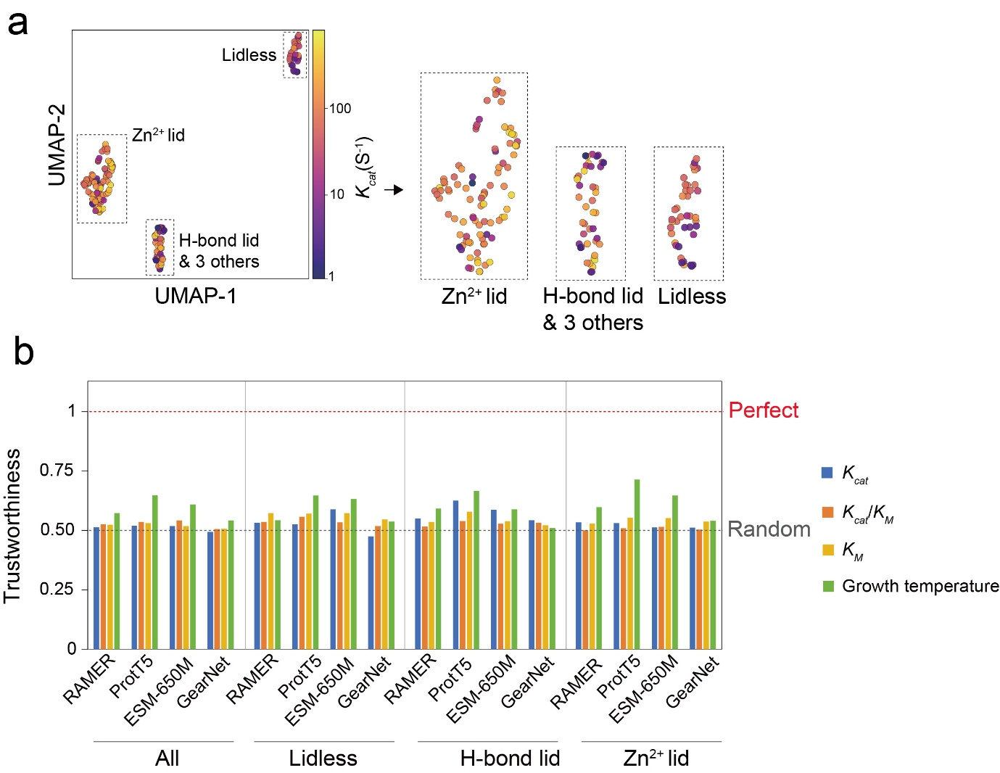 a
Lidless
Zn2+ lid
H-bond lid
& 3 others
UMAP-2
UMAP-1
100
10
1
Kcat(S-1)
Zn2+ lid
H-bond lid
& 3 others
Lidless
b
Trustworthiness
1
0.75
0.50
0.25
0
Perfect
Random
Kcat
Kcat/KM
KM
Growth temperature
RAMER
ProtT5
ESM-650M
GearNet
RAMER
ProtT5
ESM-650M
GearNet
RAMER
ProtT5
ESM-650M
GearNet
RAMER
ProtT5
ESM-650M
GearNet
All
Lidless
H-bond lid
Zn2+ lid